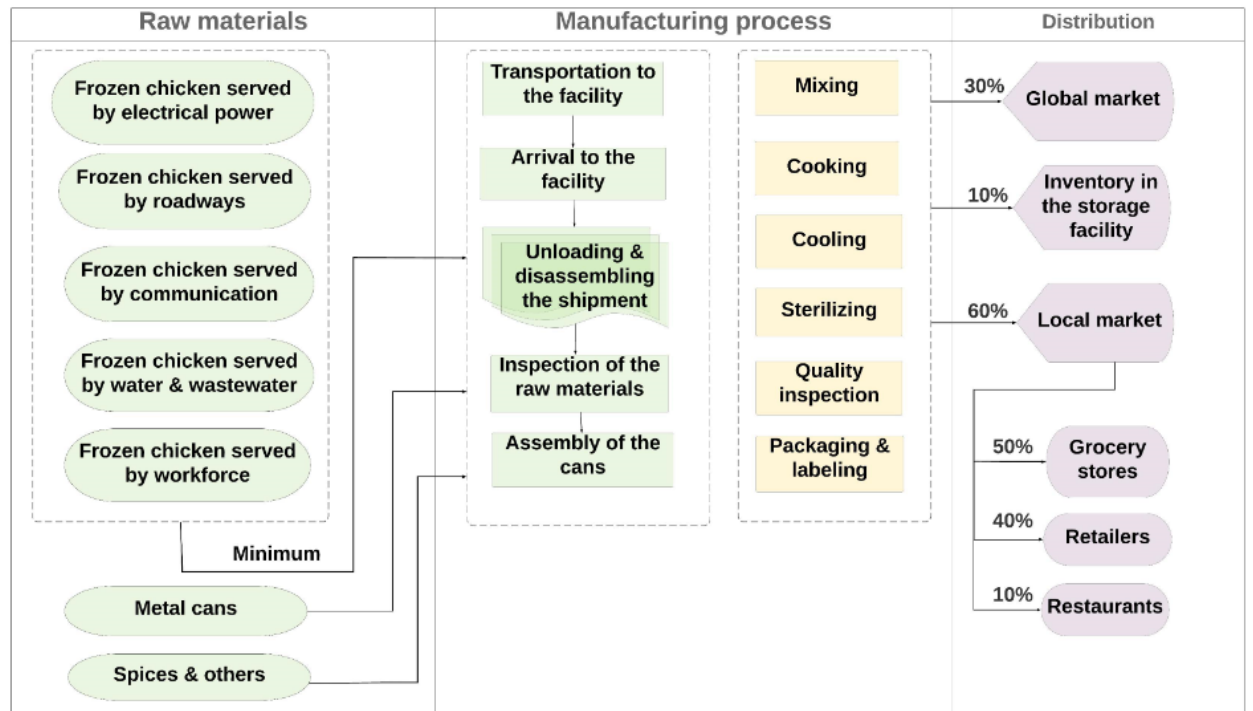 Raw materials
Manufacturing process
Distribution
Frozen chicken served
by electrical power
Frozen chicken served
by roadways
Frozen chicken served
by communication
Frozen chicken served
by water & wastewater
Frozen chicken served
by workforce
Minimum
Metal cans
Spices & others
Transportation to
the facility
Arrival to the
facility
Unloading &
disassembling
the shipment
Inspection of the
raw materials
Assembly of the
cans
Mixing
Cooking
Cooling
Sterilizing
Quality
inspection
Packaging &
labeling
30%
Global market
10%
Inventory in
the storage
facility
60%
Local market
50%
Grocery
stores
40%
Retailers
10%
Restaurants